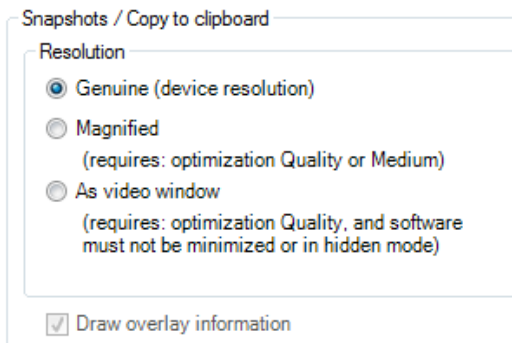 Snapshots / Copy to clipboard
Resolution
Genuine (device resolution)
Magnified
(requires: optimization Quality or Medium)
As video window
(requires: optimization Quality, and software
must not be minimized or in hidden mode)
Draw overlay information